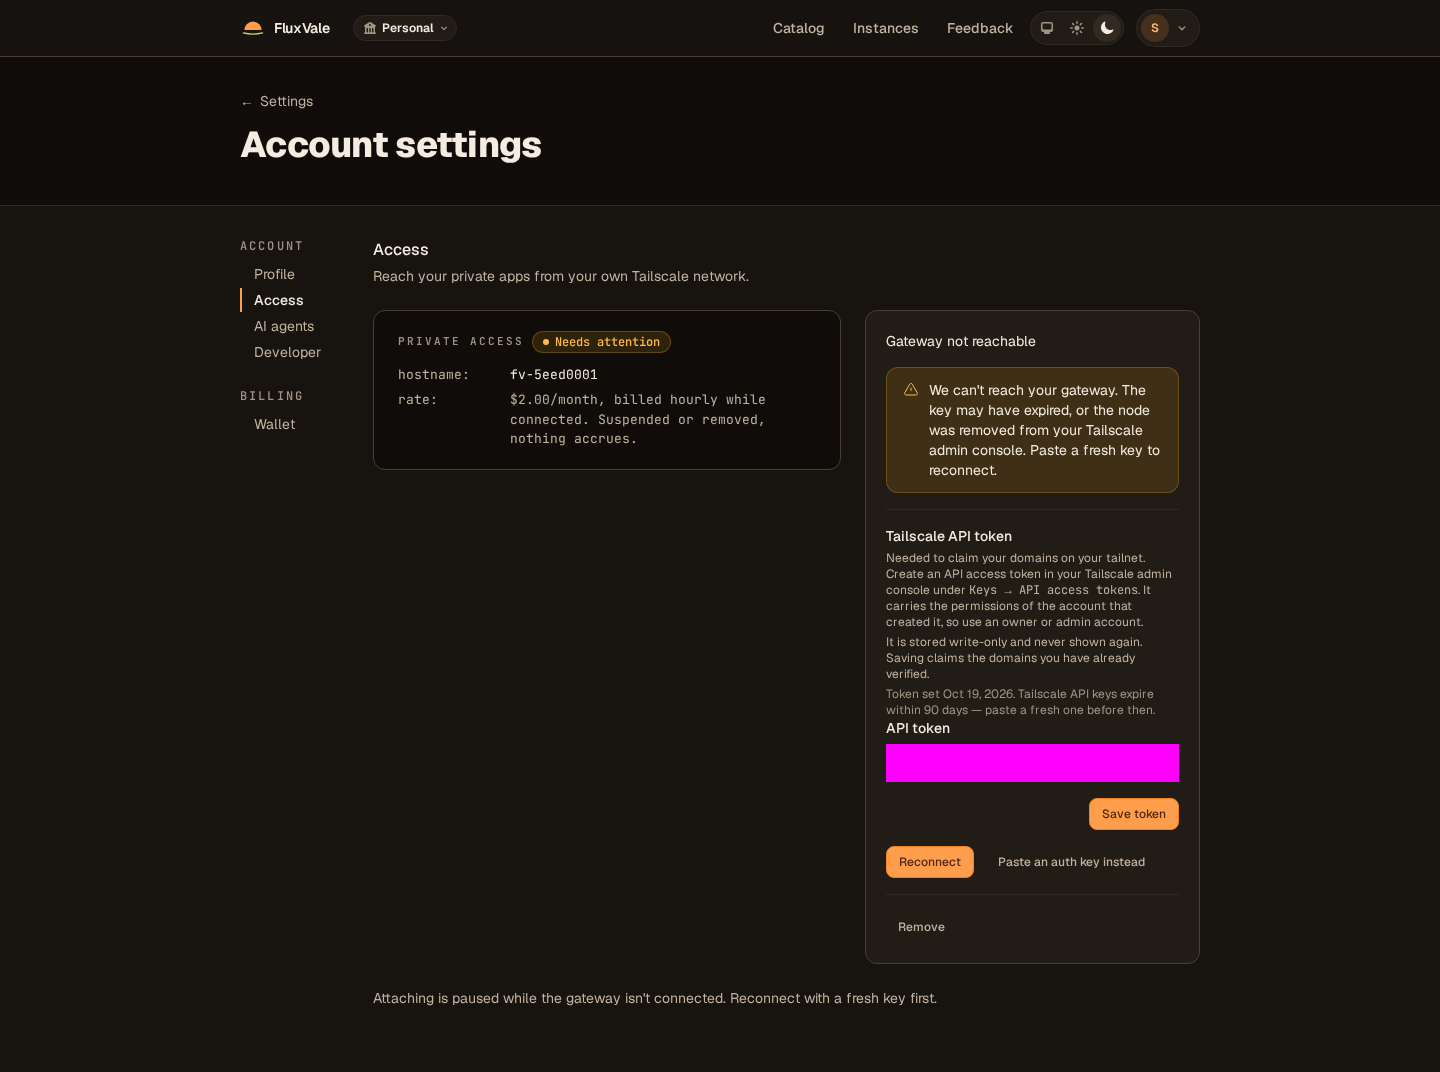 FluxVale
Personal
Catalog
Instances
Feedback
S
← Settings
Account settings
ACCOUNT
Profile
Access
AI agents
Developer
BILLING
Wallet
Access
Reach your private apps from your own Tailscale network.
PRIVATE ACCESS
Needs attention
hostname: fv-5eed0001
rate: $2.00/month, billed hourly while
connected. Suspended or removed,
nothing accrues.
Gateway not reachable
We can't reach your gateway. The
key may have expired, or the node
was removed from your Tailscale
admin console. Paste a fresh key to
reconnect.
Tailscale API token
Needed to claim your domains on your tailnet.
Create an API access token in your Tailscale admin
console under Keys → API access tokens. It
carries the permissions of the account that
created it, so use an owner or admin account.
It is stored write-only and never shown again.
Saving claims the domains you have already
verified.
Token set Oct 19, 2026. Tailscale API keys expire
within 90 days — paste a fresh one before then.
API token
Save token
Reconnect
Paste an auth key instead
Remove
Attaching is paused while the gateway isn't connected. Reconnect with a fresh key first.